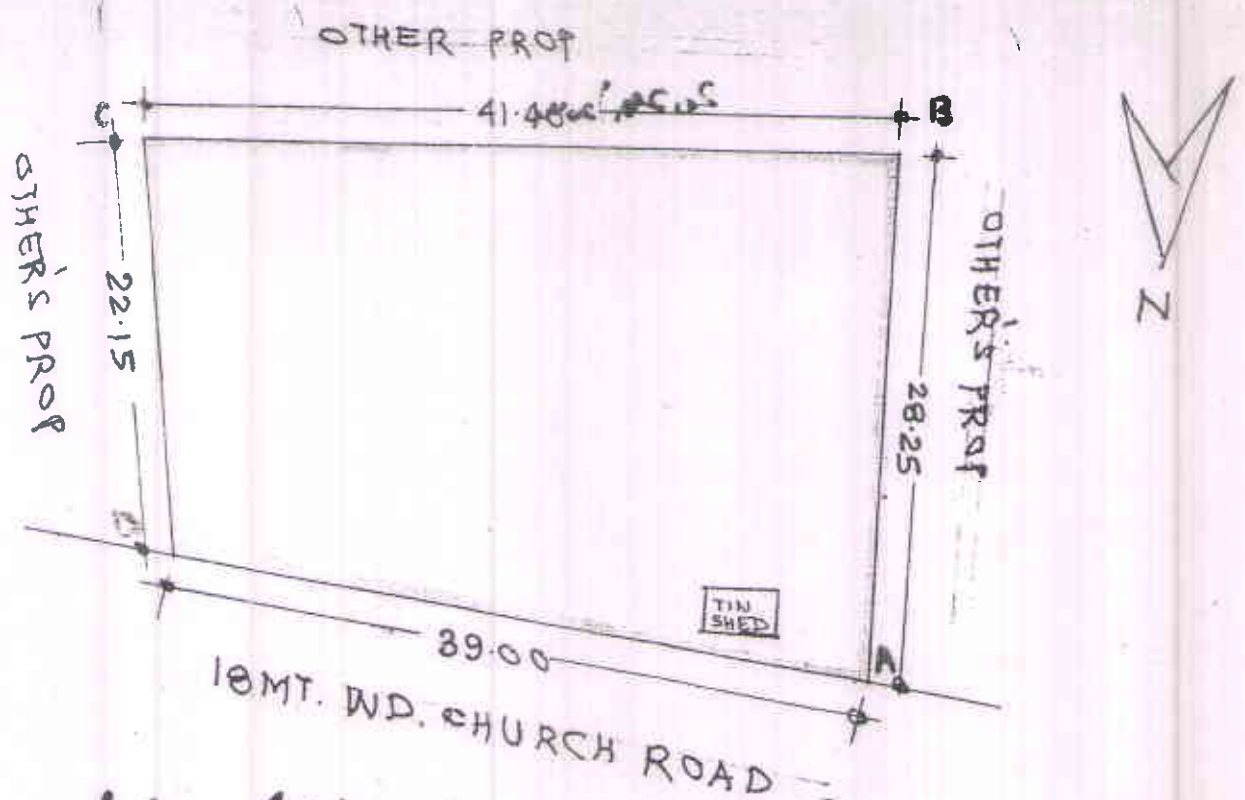 OTHER PROP
C
41.48
B
OTHER'S PROP
22.15
OTHER'S PROP
28.25
N
TIN
SHED
A
39.00
18MT. WD. CHURCH ROAD